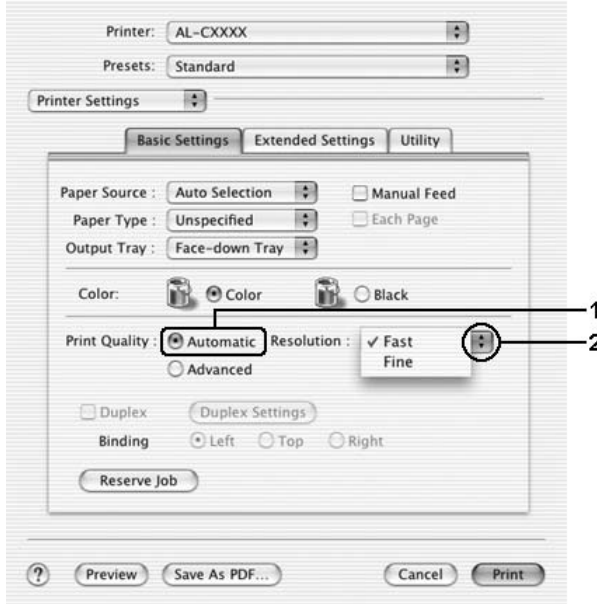 Printer: AL-CXXXX
Presets: Standard
Printer Settings
Basic Settings Extended Settings Utility
Paper Source : Auto Selection Manual Feed
Paper Type : Unspecified Each Page
Output Tray : Face-down Tray
Color: Color Black
1
Print Quality : Automatic Resolution : ✓ Fast 2
Advanced Fine
Duplex Duplex Settings
Binding Left Top Right
Reserve Job
? Preview Save As PDF... Cancel Print